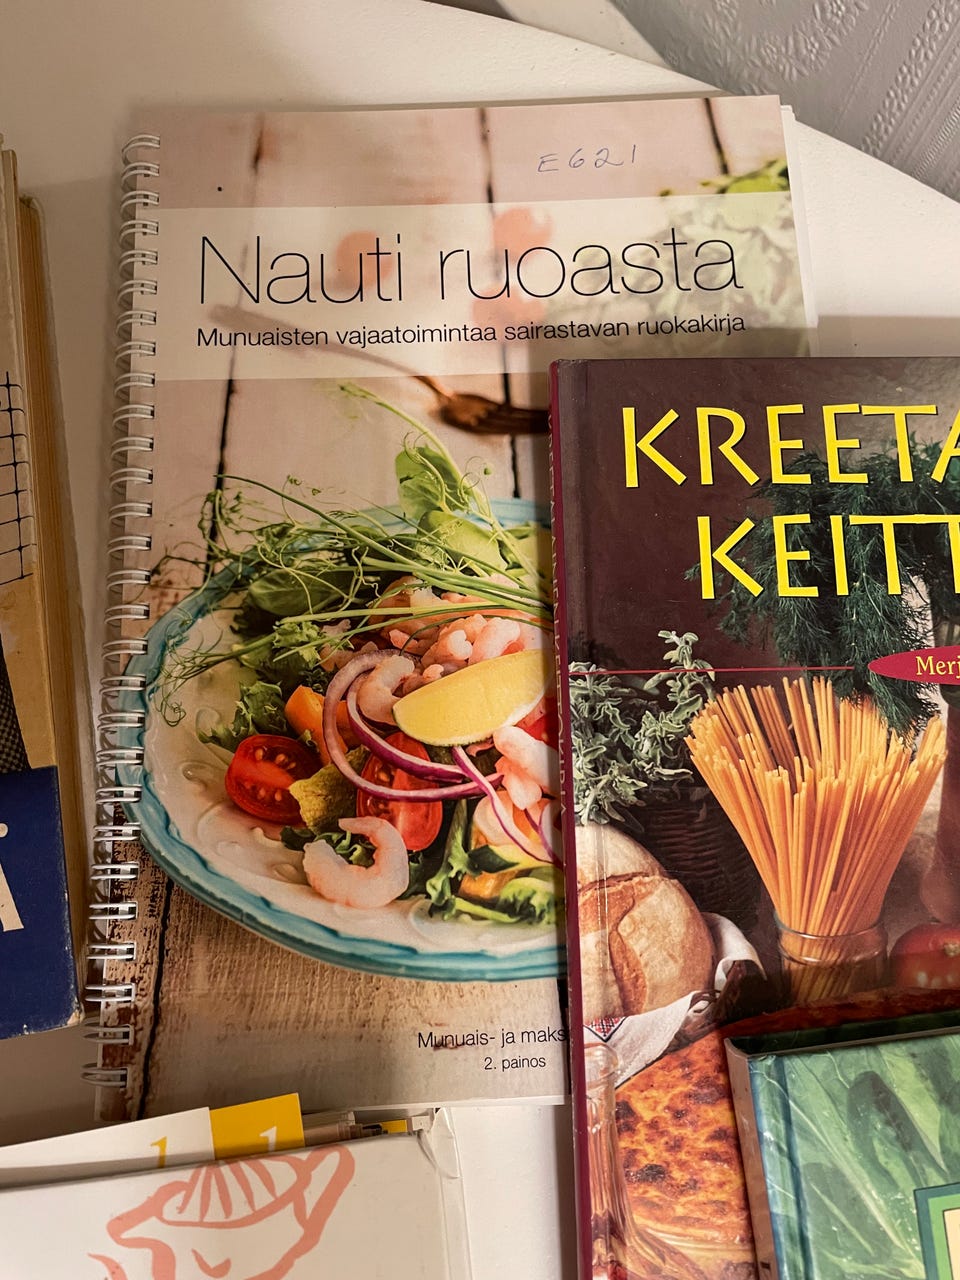 E621
Nauti ruoasta
Munuaisten vajaatoimintaa sairastavan ruokakirja
KREETA
KEITT
Merj
Munuais- ja maks
2. painos